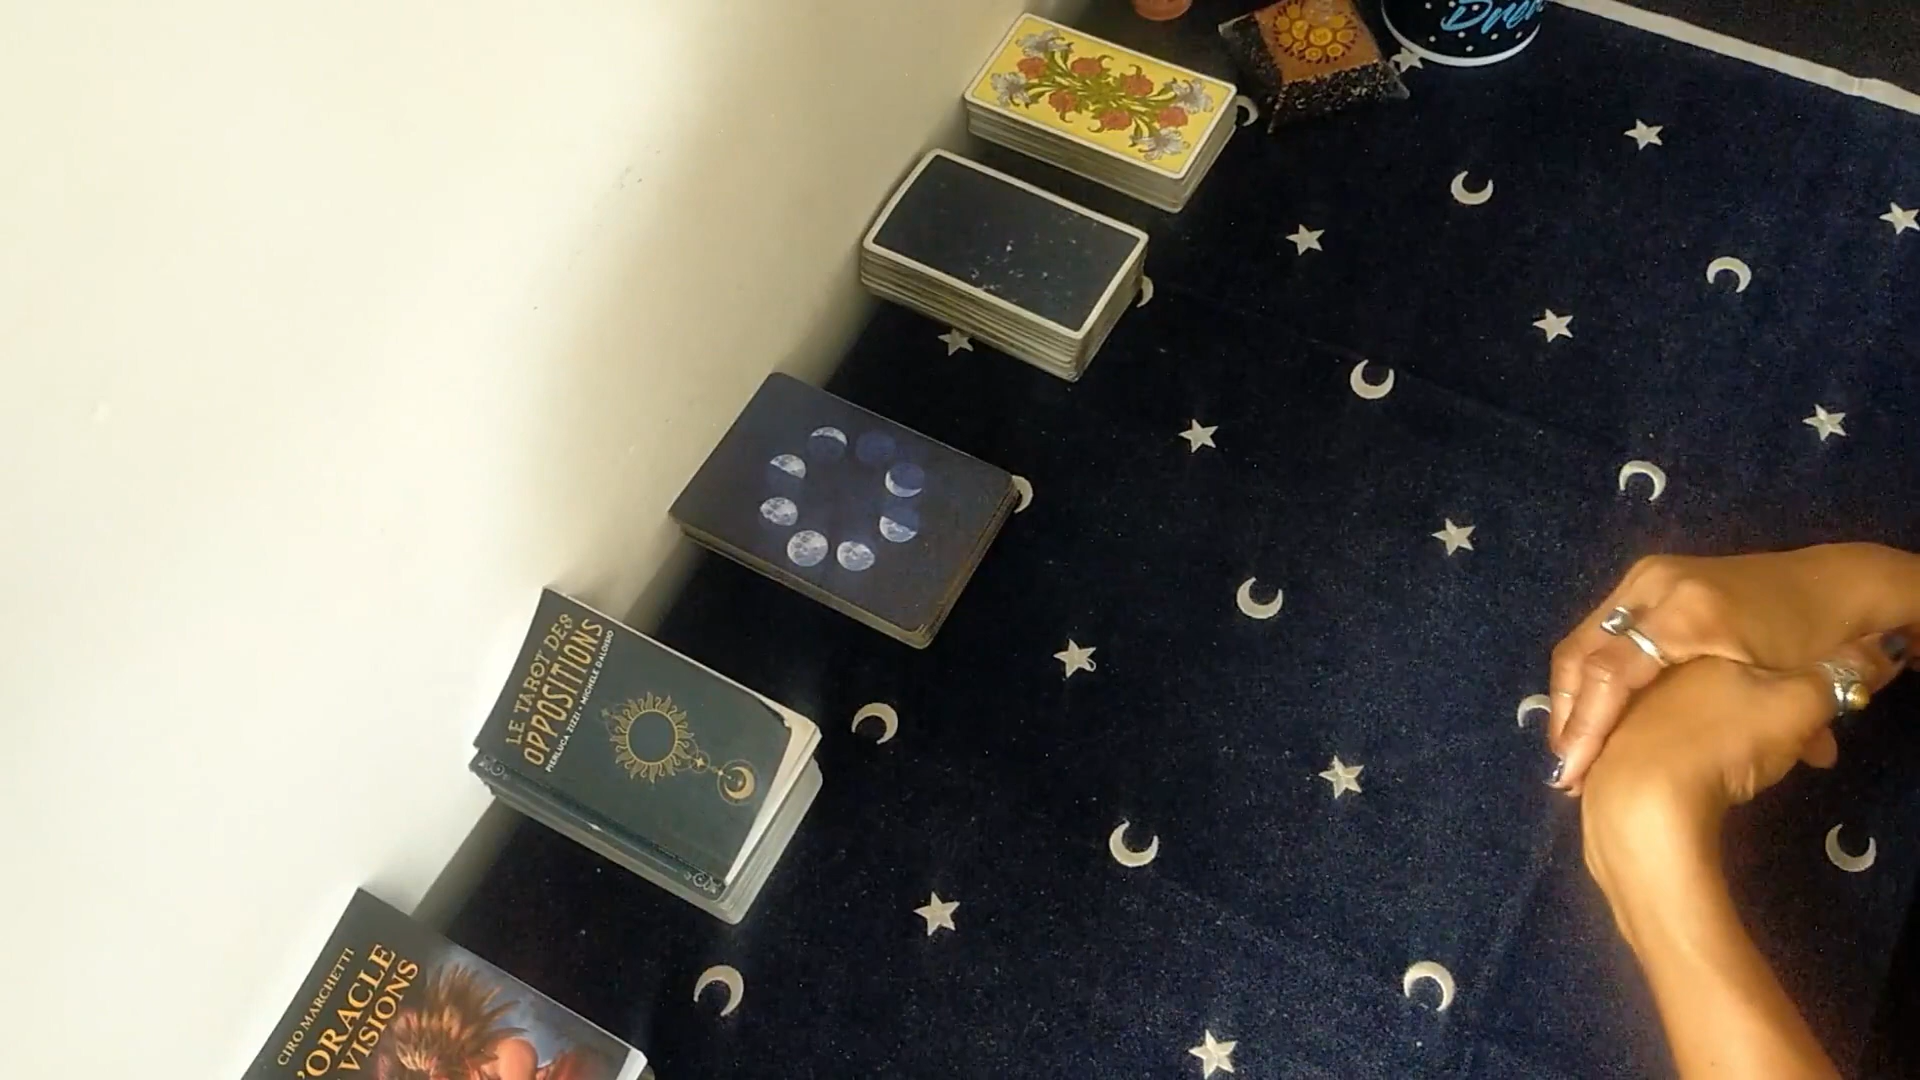 LE TAROT DES
OPPOSITIONS
PIERLUCA ZIZZI • MICHELE D'ALOISIO
CIRO MARCHETTI
'ORACLE
VISIONS